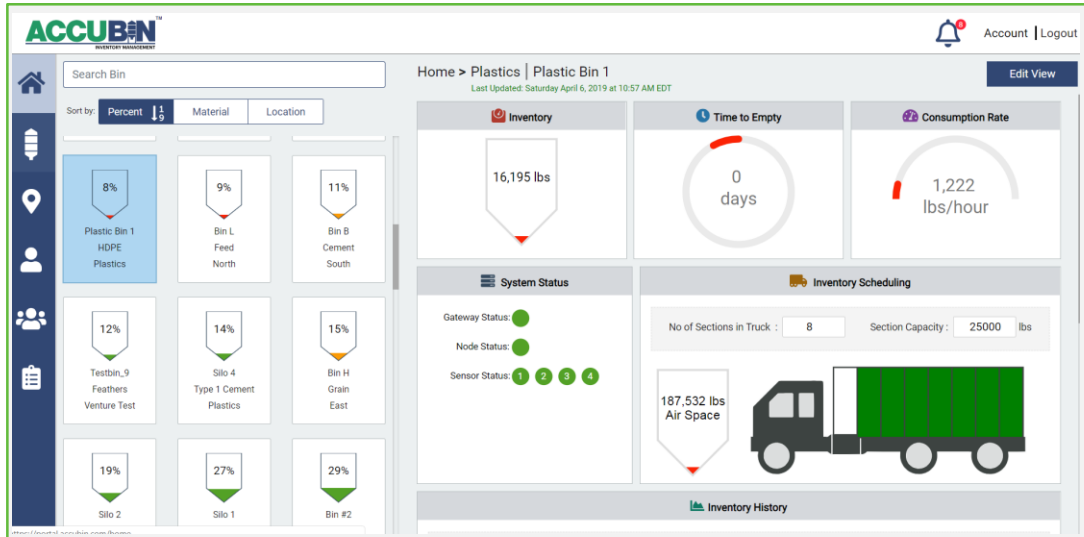 ACCUBIN™
INVENTORY MANAGEMENT
0
Account | Logout
Search Bin
Sort by: Percent 1 9 Material Location
8%
Plastic Bin 1
HDPE
Plastics
9%
Bin L
Feed
North
11%
Bin B
Cement
South
12%
Testbin_9
Feathers
Venture Test
14%
Silo 4
Type 1 Cement
Plastics
15%
Bin H
Grain
East
19%
Silo 2
27%
Silo 1
29%
Bin #2
Home > Plastics | Plastic Bin 1
Last Updated: Saturday April 6, 2019 at 10:57 AM EDT
Edit View
Inventory
16,195 lbs
Time to Empty
0
days
Consumption Rate
1,222
lbs/hour
System Status
Gateway Status:
Node Status:
Sensor Status: 1 2 3 4
Inventory Scheduling
No of Sections in Truck : 8 Section Capacity : 25000 lbs
187,532 lbs
Air Space
Inventory History